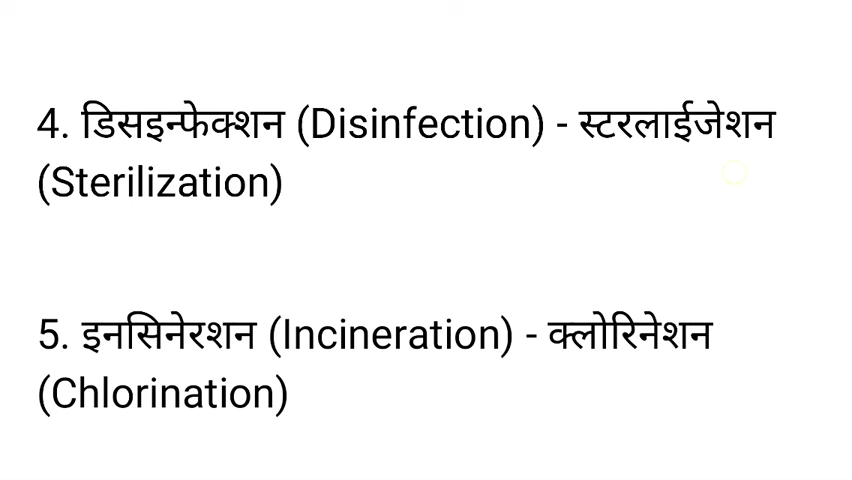 4. डिसइन्फेक्शन (Disinfection) - स्टरलाईजेशन
(Sterilization)
5. इनसिनेरशन (Incineration) - क्लोरिनेशन
(Chlorination)